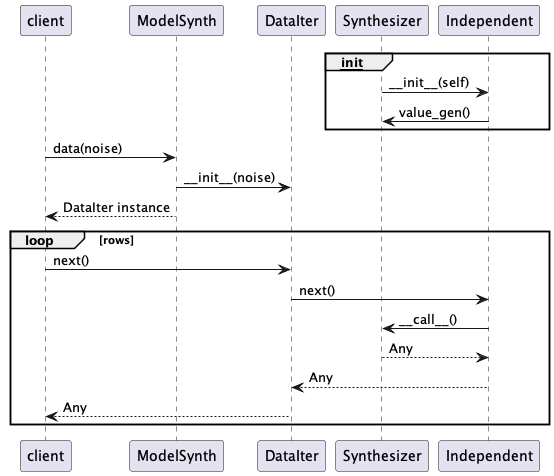 client ModelSynth DataIter Synthesizer Independent
init
__init__(self)
value_gen()
data(noise)
__init__(noise)
DataIter instance
loop [rows]
next()
next()
__call__()
Any
Any
Any
client ModelSynth DataIter Synthesizer Independent